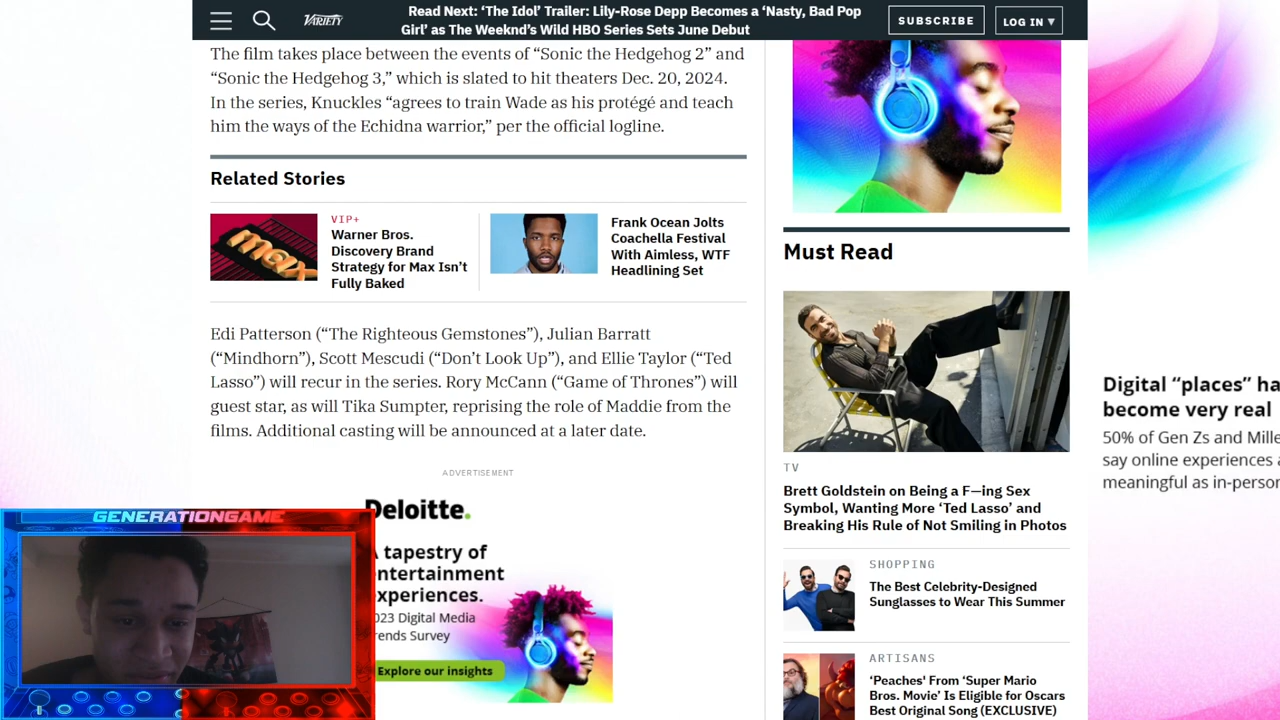 VARIETY
Read Next: ‘The Idol’ Trailer: Lily-Rose Depp Becomes a ‘Nasty, Bad Pop
Girl’ as The Weeknd’s Wild HBO Series Sets June Debut
SUBSCRIBE
LOG IN ▼
The film takes place between the events of “Sonic the Hedgehog 2” and
“Sonic the Hedgehog 3,” which is slated to hit theaters Dec. 20, 2024.
In the series, Knuckles “agrees to train Wade as his protégé and teach
him the ways of the Echidna warrior,” per the official logline.
Related Stories
max
VIP+
Warner Bros.
Discovery Brand
Strategy for Max Isn’t
Fully Baked
Frank Ocean Jolts
Coachella Festival
With Aimless, WTF
Headlining Set
Edi Patterson (“The Righteous Gemstones”), Julian Barratt
(“Mindhorn”), Scott Mescudi (“Don’t Look Up”), and Ellie Taylor (“Ted
Lasso”) will recur in the series. Rory McCann (“Game of Thrones”) will
guest star, as will Tika Sumpter, reprising the role of Maddie from the
films. Additional casting will be announced at a later date.
ADVERTISEMENT
Deloitte.
A tapestry of
entertainment
experiences.
023 Digital Media
rends Survey
Explore our insights
GENERATIONGAME
Must Read
TV
Brett Goldstein on Being a F—ing Sex
Symbol, Wanting More ‘Ted Lasso’ and
Breaking His Rule of Not Smiling in Photos
SHOPPING
The Best Celebrity-Designed
Sunglasses to Wear This Summer
ARTISANS
‘Peaches’ From ‘Super Mario
Bros. Movie’ Is Eligible for Oscars
Best Original Song (EXCLUSIVE)
Digital “places” ha
become very real
50% of Gen Zs and Mille
say online experiences a
meaningful as in-person